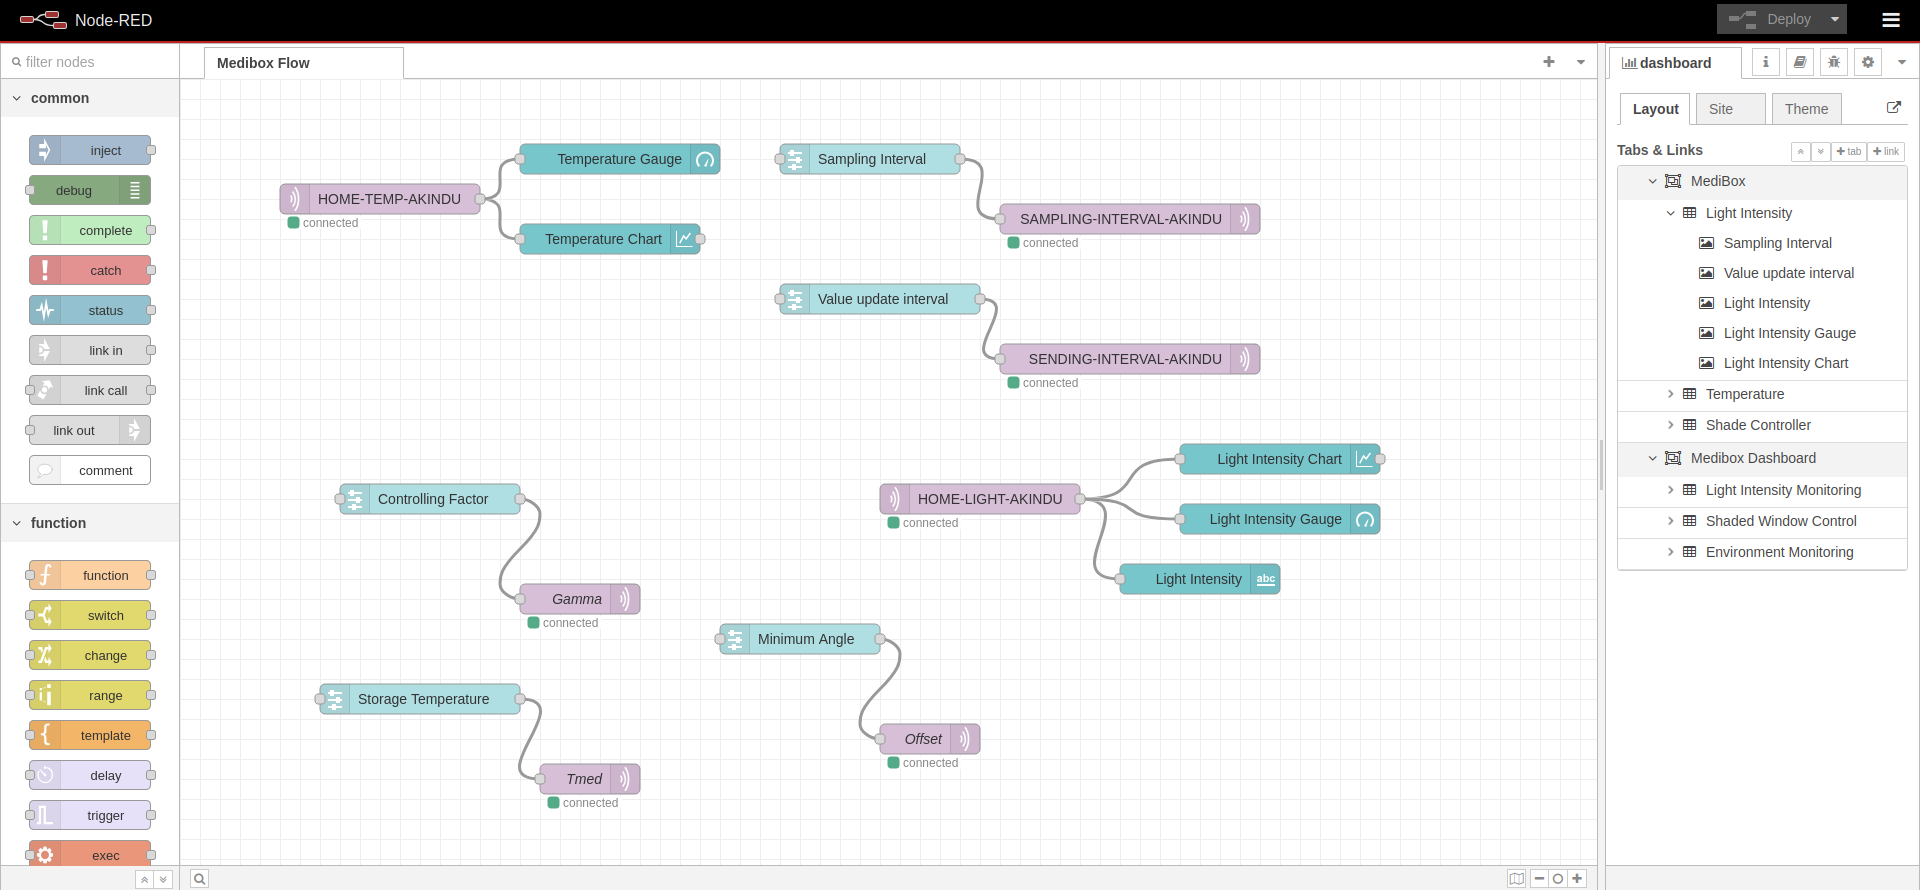 Node-RED
Deploy
filter nodes
Medibox Flow
dashboard
common
inject
debug
complete
catch
status
link in
link call
link out
comment
function
function
switch
change
range
template
delay
trigger
exec
HOME-TEMP-AKINDU
connected
Temperature Gauge
Temperature Chart
Sampling Interval
SAMPLING-INTERVAL-AKINDU
connected
Value update interval
SENDING-INTERVAL-AKINDU
connected
Controlling Factor
Gamma
connected
HOME-LIGHT-AKINDU
connected
Light Intensity Chart
Light Intensity Gauge
Light Intensity abc
Minimum Angle
Offset
connected
Storage Temperature
Tmed
connected
Layout Site Theme
Tabs & Links
tab link
MediBox
Light Intensity
Sampling Interval
Value update interval
Light Intensity
Light Intensity Gauge
Light Intensity Chart
Temperature
Shade Controller
Medibox Dashboard
Light Intensity Monitoring
Shaded Window Control
Environment Monitoring